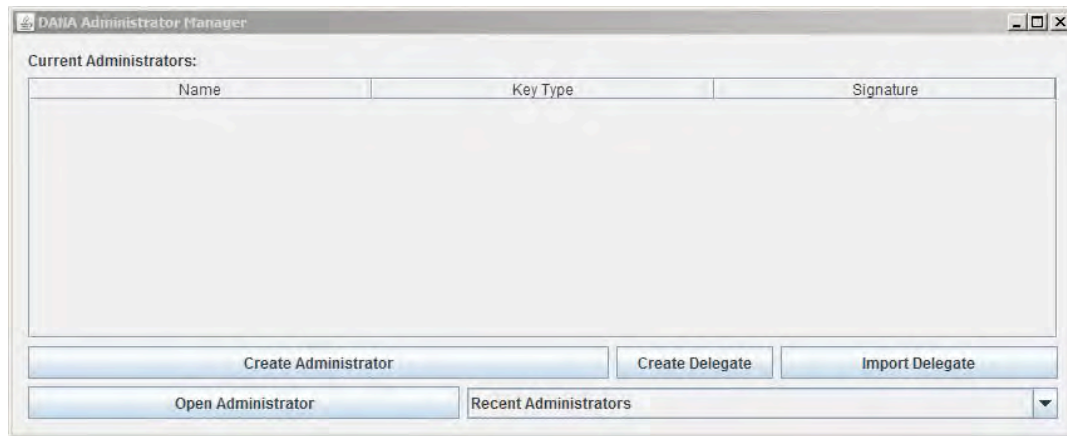 DANA Administrator Manager
Current Administrators:
Name Key Type Signature
Create Administrator Create Delegate Import Delegate
Open Administrator Recent Administrators